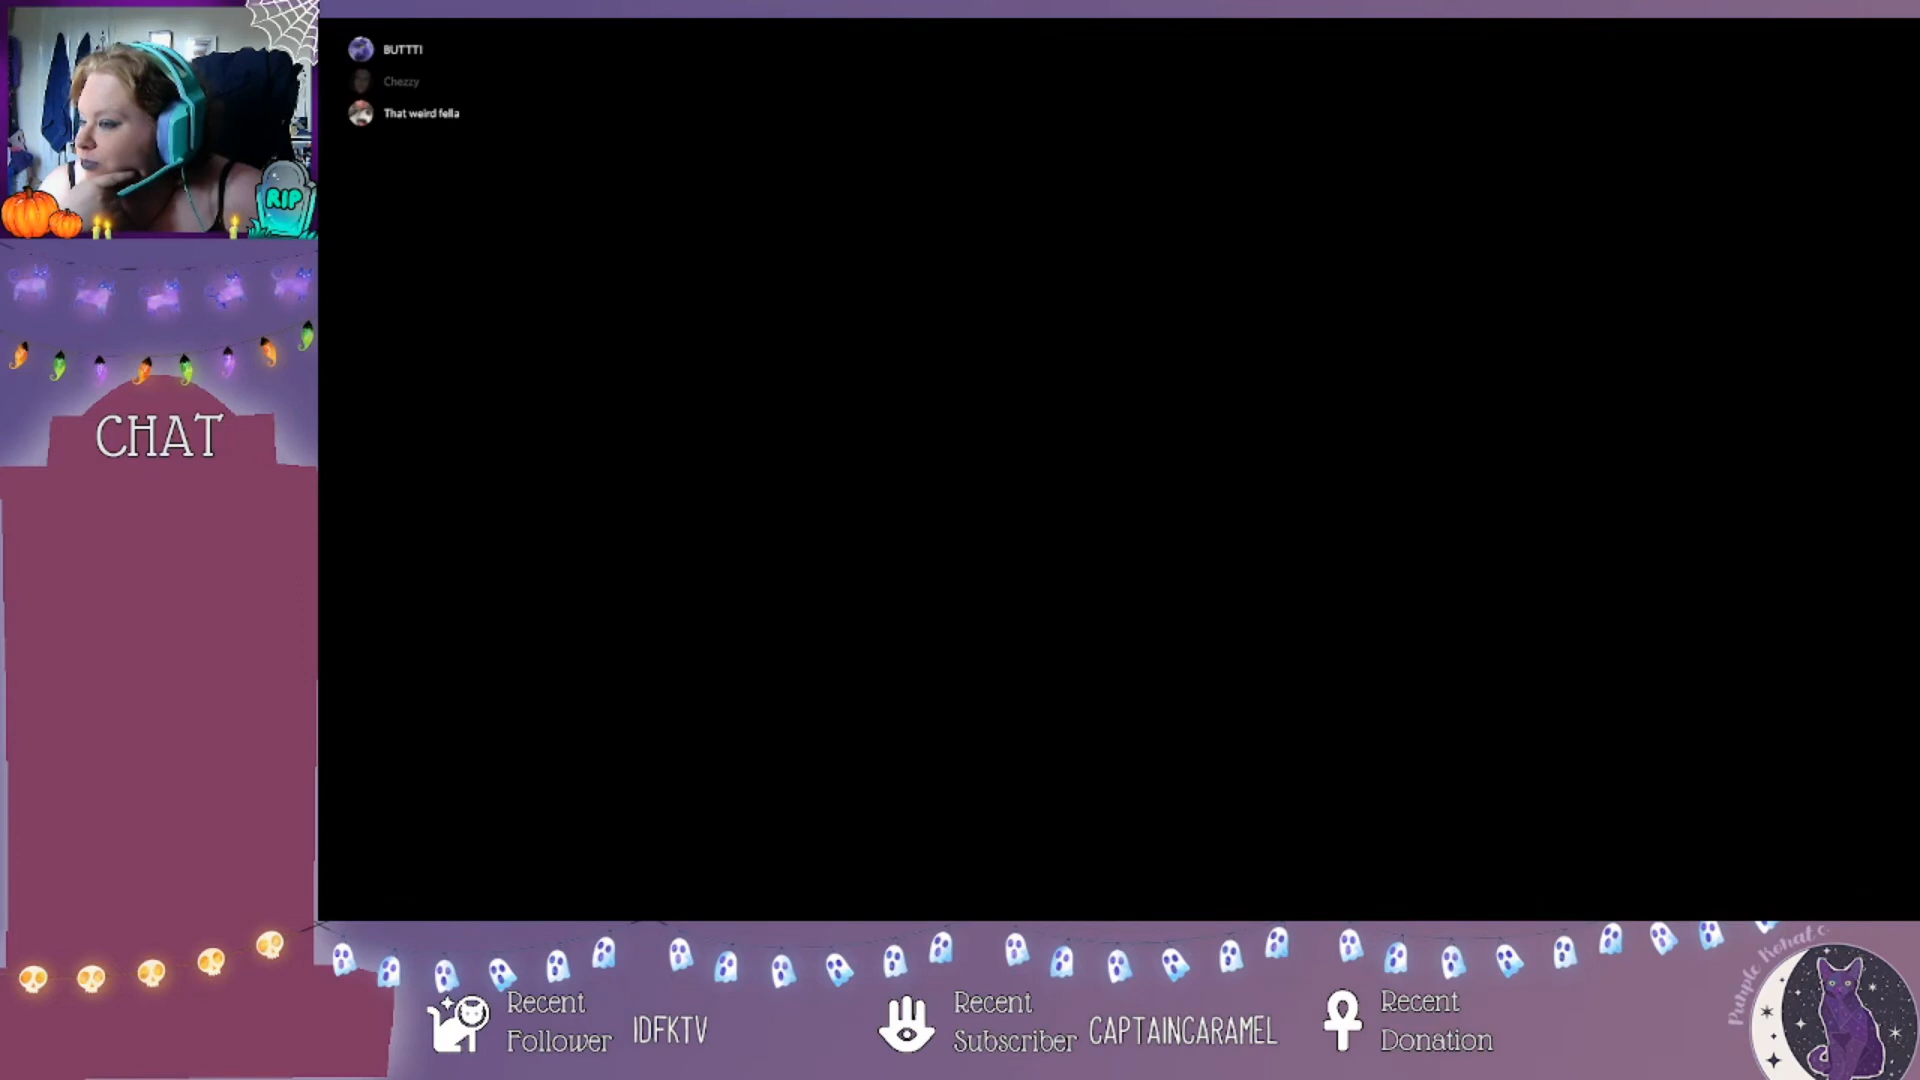 BUTTTI
Chezzy
That weird fella
RIP
CHAT
Recent
Follower
IDFKTV
Recent
Subscriber
CAPTAINCARAMEL
Recent
Donation